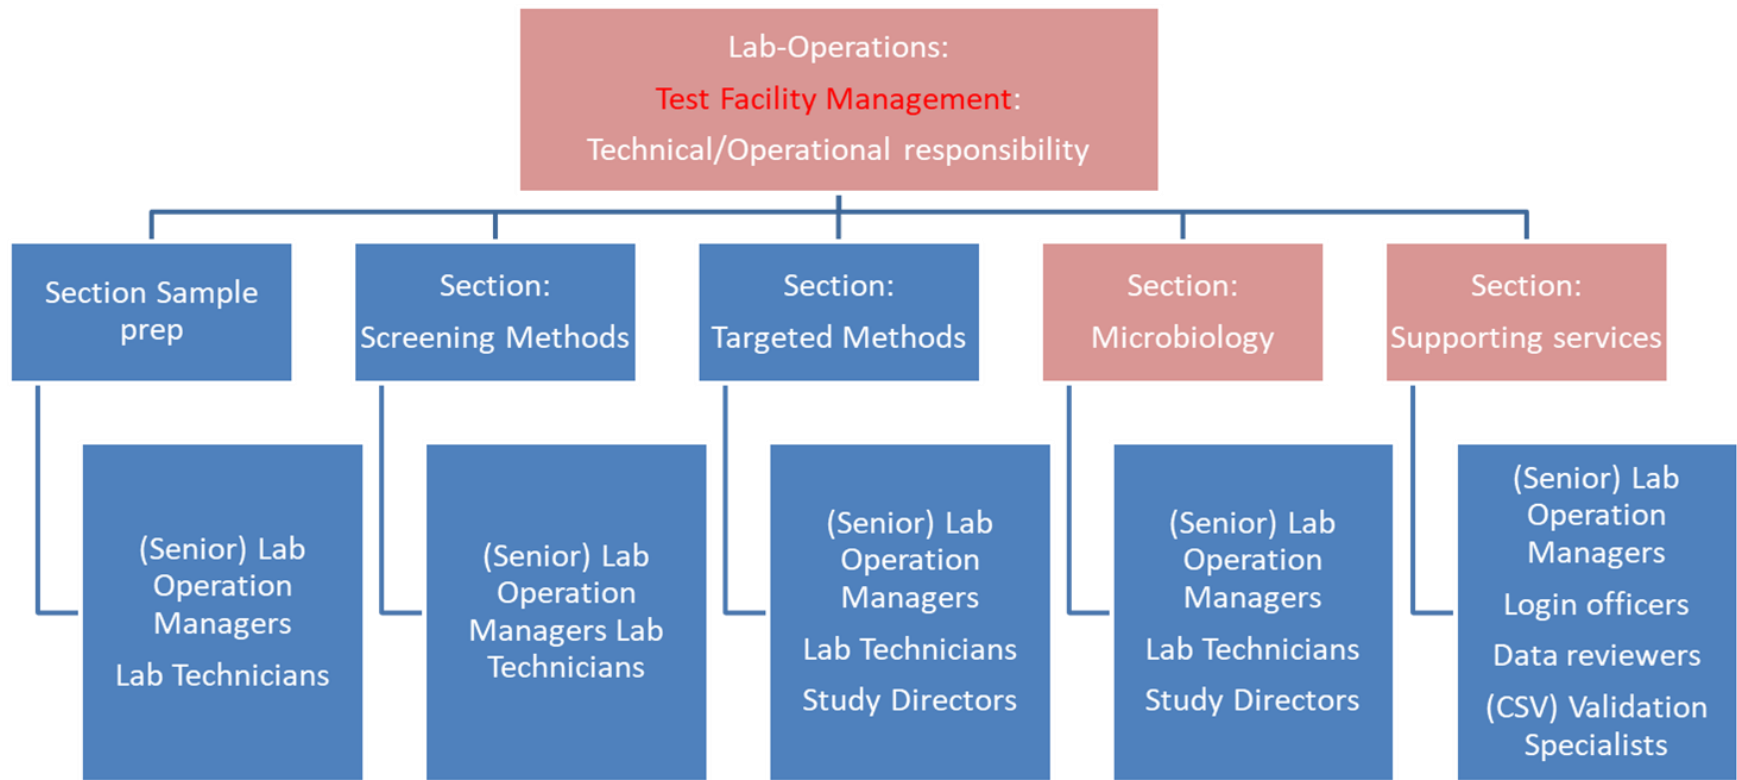 Lab-Operations:
Test Facility Management:
Technical/Operational responsibility
Section Sample
prep
Section:
Screening Methods
Section:
Targeted Methods
Section:
Microbiology
Section:
Supporting services
(Senior) Lab
Operation
Managers
Lab Technicians
(Senior) Lab
Operation
Managers Lab
Technicians
(Senior) Lab
Operation
Managers
Lab Technicians
Study Directors
(Senior) Lab
Operation
Managers
Lab Technicians
Study Directors
(Senior) Lab
Operation
Managers
Login officers
Data reviewers
(CSV) Validation
Specialists